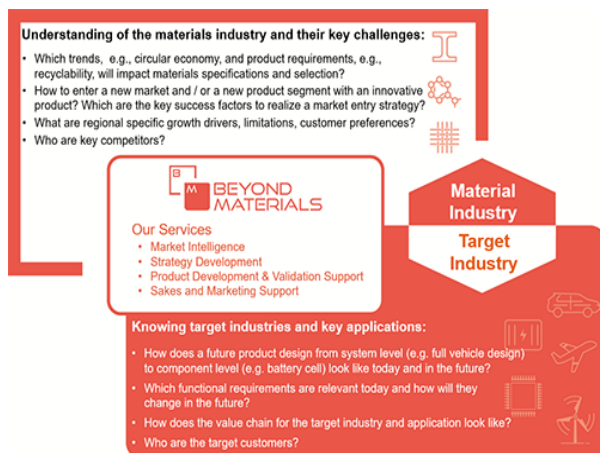 Understanding of the materials industry and their key challenges:
• Which trends, e.g., circular economy, and product requirements, e.g.,
recyclability, will impact materials specifications and selection?
• How to enter a new market and / or a new product segment with an innovative
product? Which are the key success factors to realize a market entry strategy?
• What are regional specific growth drivers, limitations, customer preferences?
• Who are key competitors?
B
M
BEYOND
MATERIALS
Our Services
• Market Intelligence
• Strategy Development
• Product Development & Validation Support
• Sakes and Marketing Support
Material
Industry
Target
Industry
Knowing target industries and key applications:
• How does a future product design from system level (e.g. full vehicle design)
to component level (e.g. battery cell) look like today and in the future?
• Which functional requirements are relevant today and how will they
change in the future?
• How does the value chain for the target industry and application look like?
• Who are the target customers?